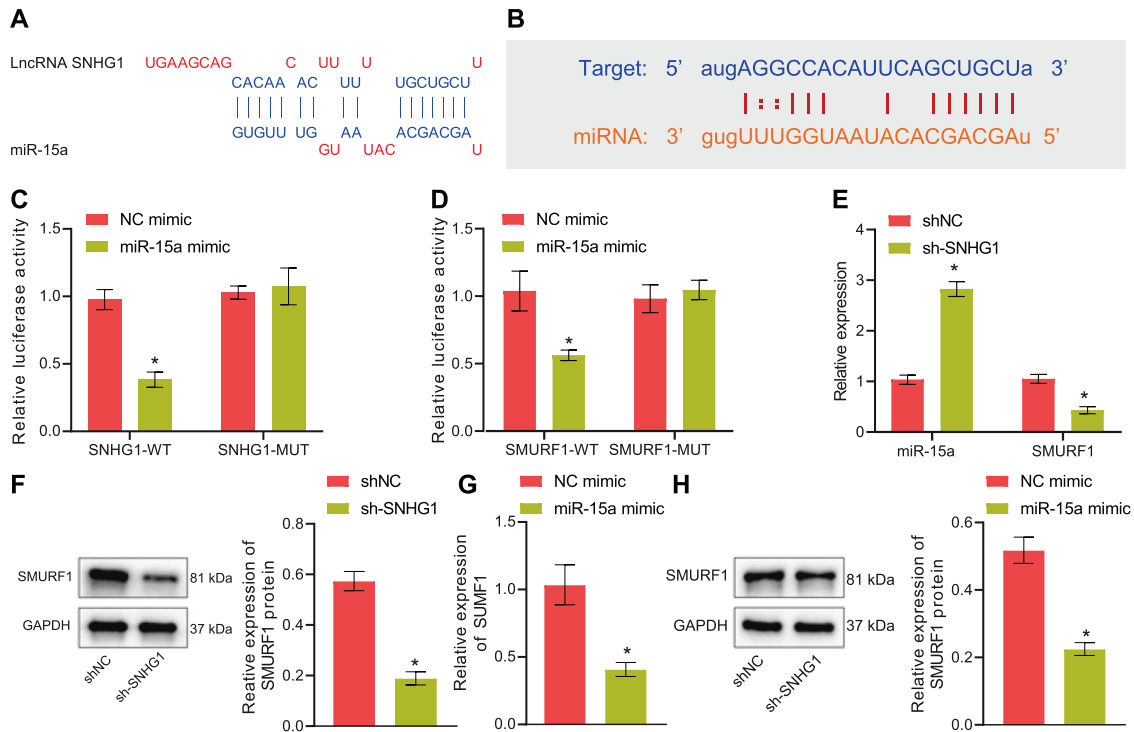 A
LncRNA SNHG1 UGAAGCAG C UU U U
CACAA AC UU UGCUGCU
GUGUU UG AA ACGACGA
miR-15a GU UAC U
B
Target: 5’ augAGGCCACAUUCAGCUGCUa 3’
miRNA: 3’ gugUUUGGUAAUACACGACGAu 5’
C
NC mimic
miR-15a mimic
Relative luciferase activity
1.5
1.0
0.5
0.0
SNHG1-WT SNHG1-MUT
*
D
NC mimic
miR-15a mimic
Relative luciferase activity
1.5
1.0
0.5
0.0
SMURF1-WT SMURF1-MUT
*
E
shNC
sh-SNHG1
Relative expression
4
3
2
1
0
miR-15a SMURF1
*
*
F
SMURF1 81 kDa
GAPDH 37 kDa
shNC sh-SNHG1
shNC
sh-SNHG1
Reative expression of
SMURF1 protein
0.8
0.6
0.4
0.2
0.0
*
G
NC mimic
miR-15a mimic
Relative expression
of SUMF1
1.5
1.0
0.5
0.0
*
H
SMURF1 81 kDa
GAPDH 37 kDa
shNC sh-SNHG1
NC mimic
miR-15a mimic
Relative expression of
SMURF1 protein
0.6
0.4
0.2
0.0
*